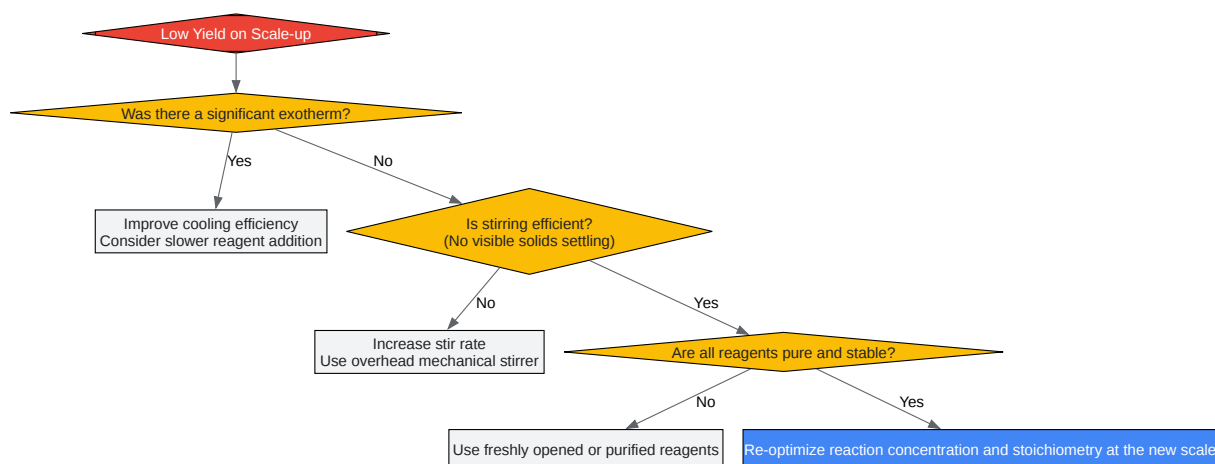 Low Yield on Scale-up
Was there a significant exotherm?
Yes
No
Improve cooling efficiency
Consider slower reagent addition
Is stirring efficient?
(No visible solids settling)
No
Yes
Increase stir rate
Use overhead mechanical stirrer
Are all reagents pure and stable?
No
Yes
Use freshly opened or purified reagents
Re-optimize reaction concentration and stoichiometry at the new scale